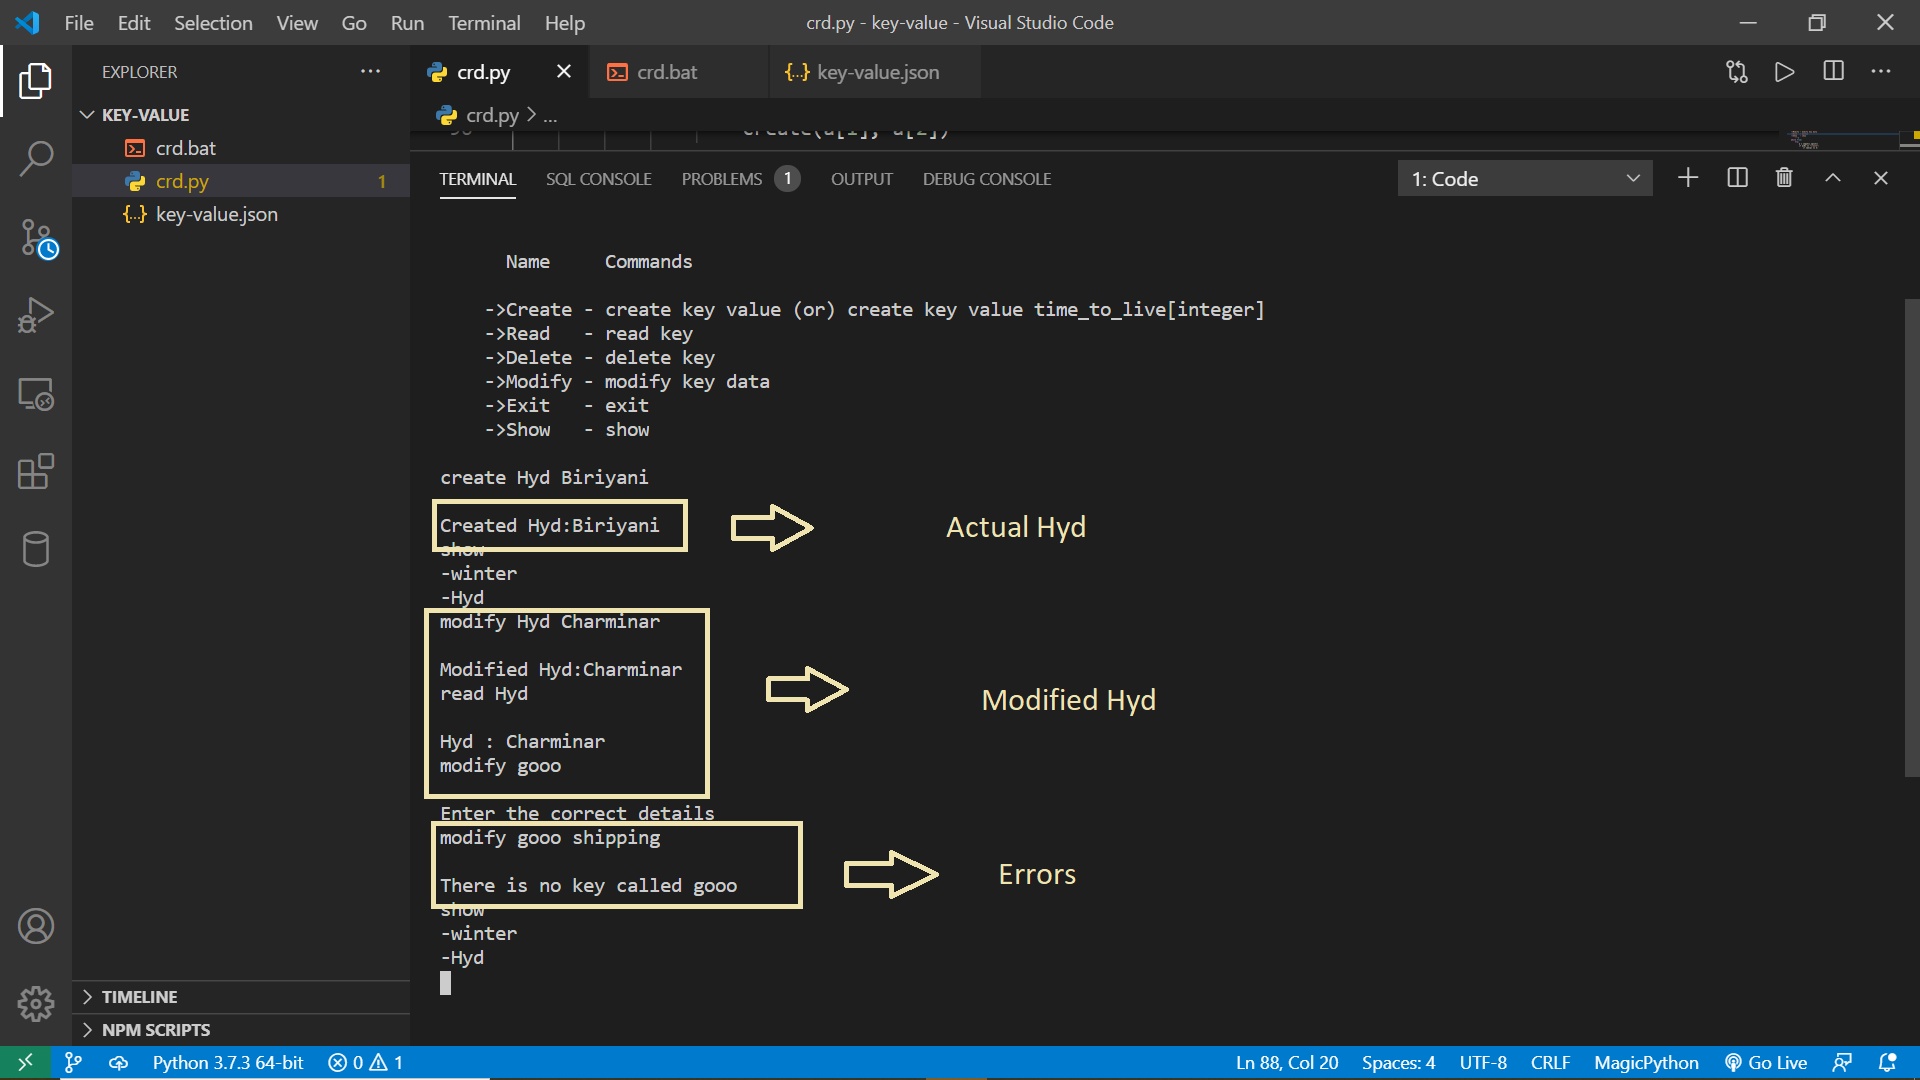 File Edit Selection View Go Run Terminal Help
crd.py - key-value - Visual Studio Code
EXPLORER
crd.py
crd.bat
{..} key-value.json
KEY-VALUE
crd.py > ...
crd.bat
create(a[1], a[2])
crd.py 1
{..} key-value.json
TERMINAL SQL CONSOLE PROBLEMS 1 OUTPUT DEBUG CONSOLE
1: Code
Name Commands
->Create - create key value (or) create key value time_to_live[integer]
->Read - read key
->Delete - delete key
->Modify - modify key data
->Exit - exit
->Show - show
create Hyd Biriyani
Created Hyd:Biriyani
Actual Hyd
show
-winter
-Hyd
modify Hyd Charminar
Modified Hyd:Charminar
read Hyd
Modified Hyd
Hyd : Charminar
modify gooo
Enter the correct details
modify gooo shipping
There is no key called gooo
Errors
show
-winter
-Hyd
TIMELINE
NPM SCRIPTS
Python 3.7.3 64-bit 0 1
Ln 88, Col 20 Spaces: 4 UTF-8 CRLF MagicPython Go Live